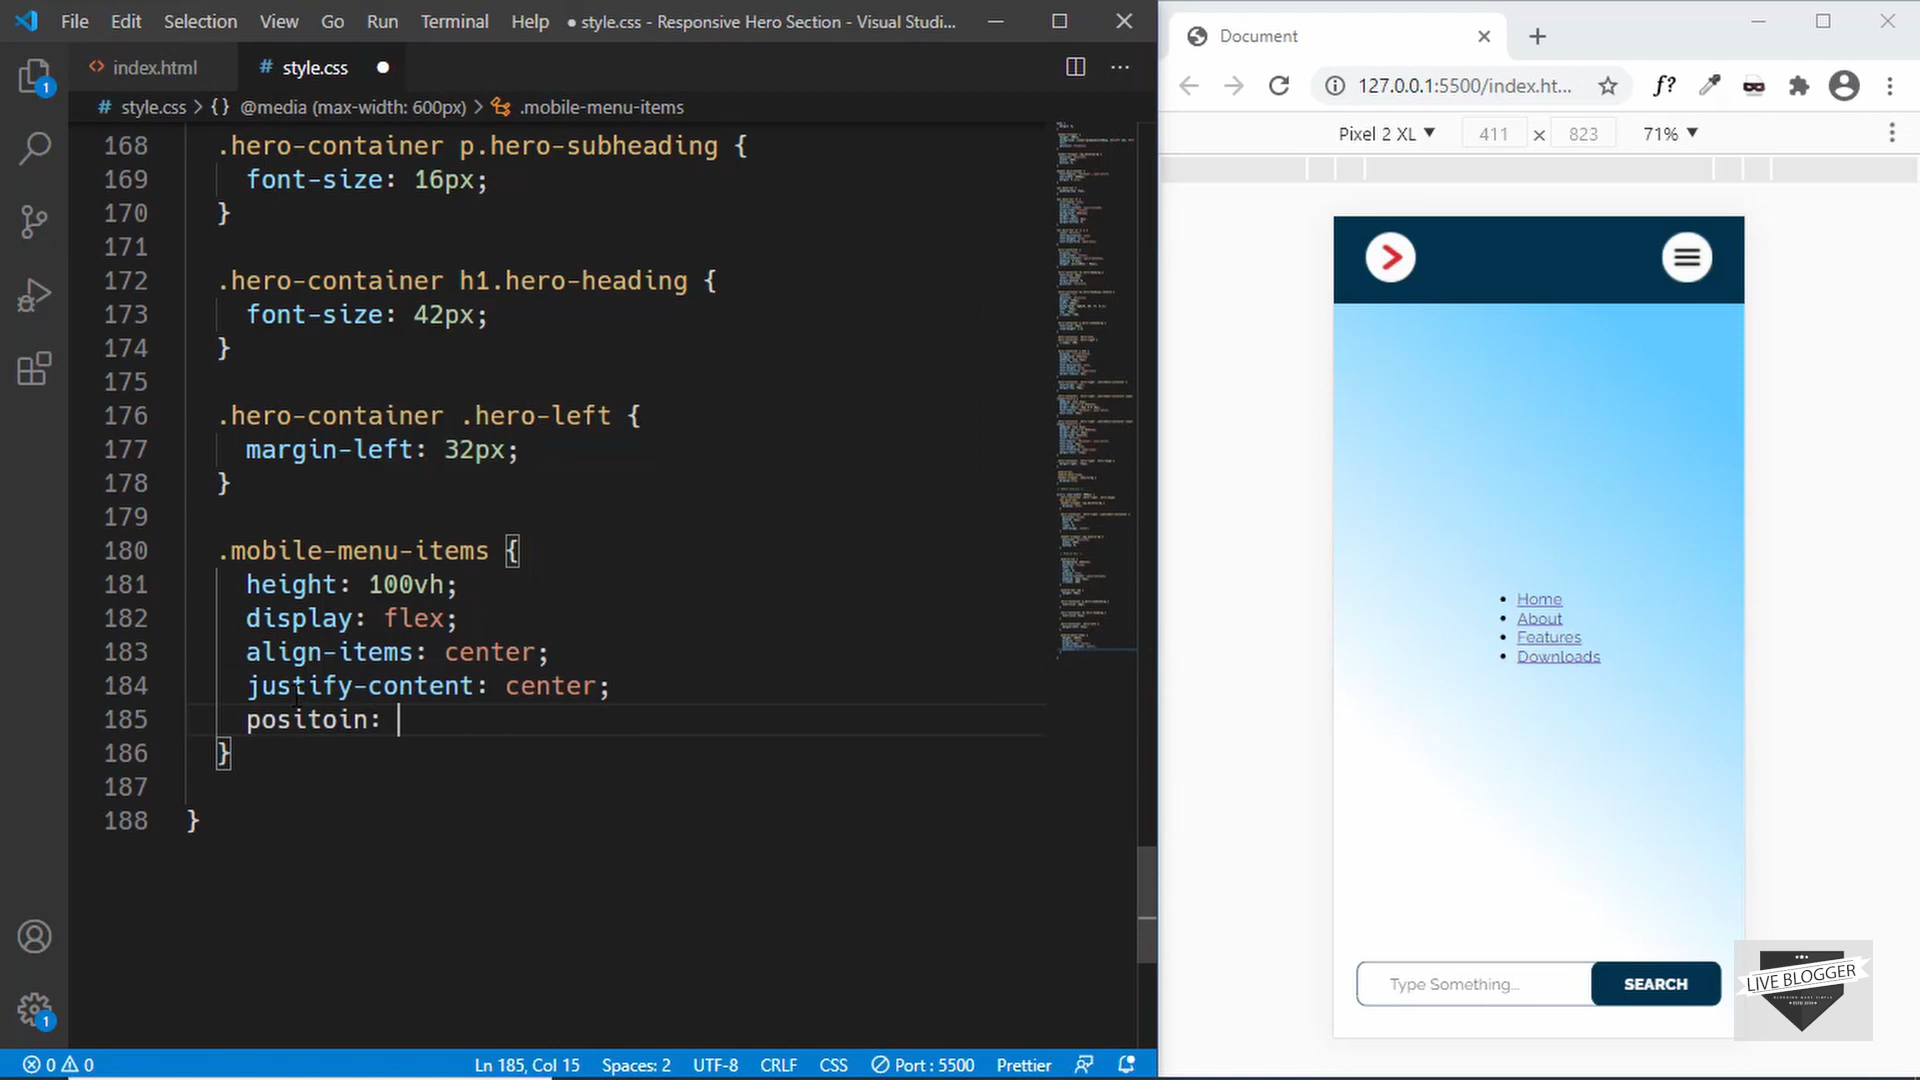 File Edit Selection View Go Run Terminal Help ● style.css - Responsive Hero Section - Visual Studi...
index.html # style.css ●
# style.css > {} @media (max-width: 600px) > .mobile-menu-items
168 .hero-container p.hero-subheading {
169 font-size: 16px;
170 }
171
172 .hero-container h1.hero-heading {
173 font-size: 42px;
174 }
175
176 .hero-container .hero-left {
177 margin-left: 32px;
178 }
179
180 .mobile-menu-items {
181 height: 100vh;
182 display: flex;
183 align-items: center;
184 justify-content: center;
185 positoin:
186 }
187
188 }
1
1
0 0 Ln 185, Col 15 Spaces: 2 UTF-8 CRLF CSS Port : 5500 Prettier
Document
127.0.0.1:5500/index.ht... f?
Pixel 2 XL 411 × 823 71%
Home
About
Features
Downloads
Type Something... SEARCH
LIVE BLOGGER